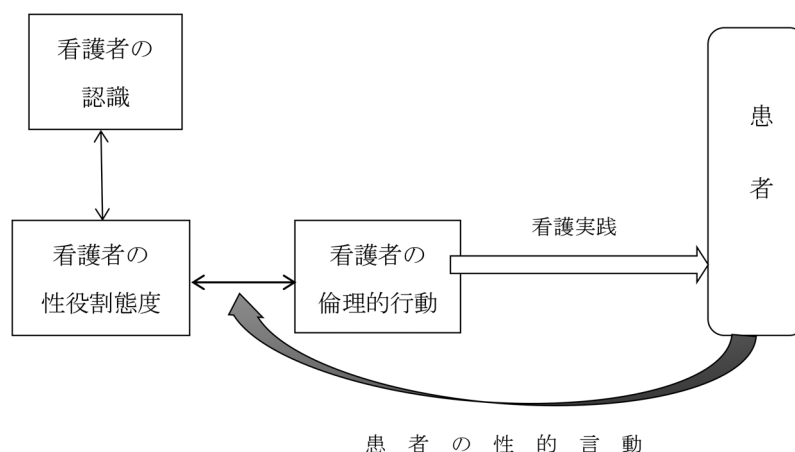 看護者の
認識
看護者の
性役割態度
看護者の
倫理的行動
看護実践
患
者
患者の性的言動